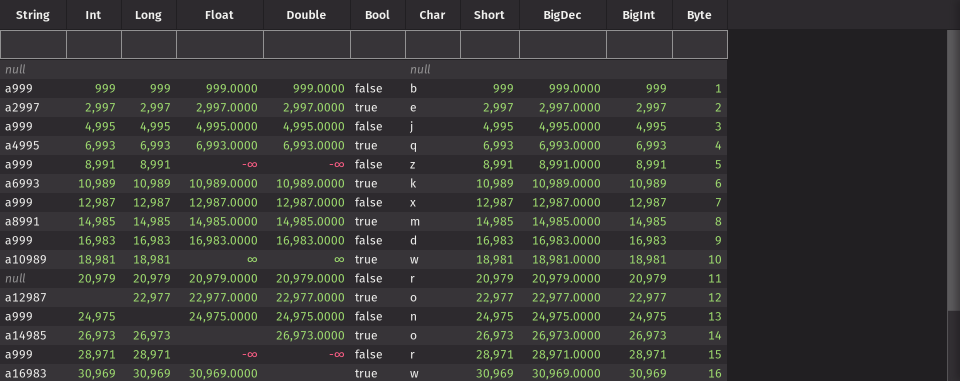 String Int Long Float Double Bool Char Short BigDec BigInt Byte
null null
a999 999 999 999.0000 999.0000 false b 999 999.0000 999 1
a2997 2,997 2,997 2,997.0000 2,997.0000 true e 2,997 2,997.0000 2,997 2
a999 4,995 4,995 4,995.0000 4,995.0000 false j 4,995 4,995.0000 4,995 3
a4995 6,993 6,993 6,993.0000 6,993.0000 true q 6,993 6,993.0000 6,993 4
a999 8,991 8,991 -∞ -∞ false z 8,991 8,991.0000 8,991 5
a6993 10,989 10,989 10,989.0000 10,989.0000 true k 10,989 10,989.0000 10,989 6
a999 12,987 12,987 12,987.0000 12,987.0000 false x 12,987 12,987.0000 12,987 7
a8991 14,985 14,985 14,985.0000 14,985.0000 true m 14,985 14,985.0000 14,985 8
a999 16,983 16,983 16,983.0000 16,983.0000 false d 16,983 16,983.0000 16,983 9
a10989 18,981 18,981 ∞ ∞ true w 18,981 18,981.0000 18,981 10
null 20,979 20,979 20,979.0000 20,979.0000 false r 20,979 20,979.0000 20,979 11
a12987 22,977 22,977.0000 22,977.0000 true o 22,977 22,977.0000 22,977 12
a999 24,975 24,975.0000 24,975.0000 false n 24,975 24,975.0000 24,975 13
a14985 26,973 26,973 26,973.0000 true o 26,973 26,973.0000 26,973 14
a999 28,971 28,971 -∞ -∞ false r 28,971 28,971.0000 28,971 15
a16983 30,969 30,969 30,969.0000 true w 30,969 30,969.0000 30,969 16